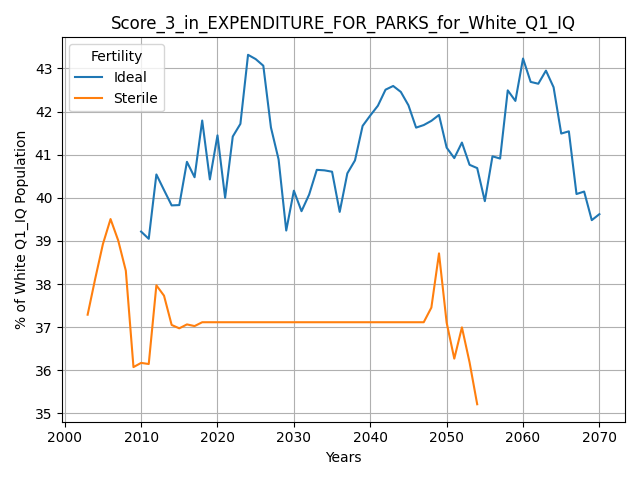 Score_3_in_EXPENDITURE_FOR_PARKS_for_White_Q1_IQ
Fertility
Ideal
Sterile
% of White Q1_IQ Population
43
42
41
40
39
38
37
36
35
2000 2010 2020 2030 2040 2050 2060 2070
Years